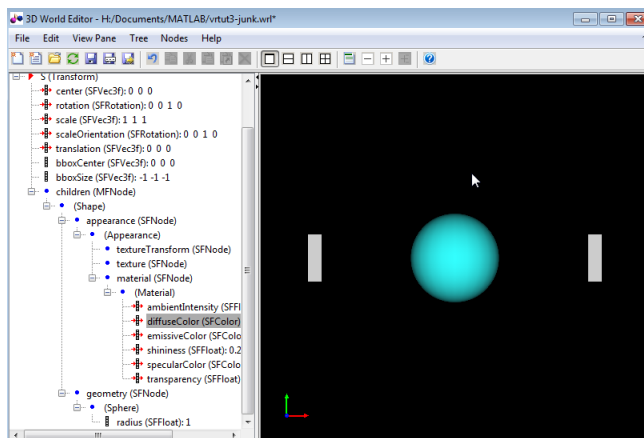 3D World Editor - H:/Documents/MATLAB/vrtut3-junk.wrl*
File Edit View Pane Tree Nodes Help
S (Transform)
center (SFVec3f): 0 0 0
rotation (SFRotation): 0 0 1 0
scale (SFVec3f): 1 1 1
scaleOrientation (SFRotation): 0 0 1 0
translation (SFVec3f): 0 0 0
bboxCenter (SFVec3f): 0 0 0
bboxSize (SFVec3f): -1 -1 -1
children (MFNode)
(Shape)
appearance (SFNode)
(Appearance)
textureTransform (SFNode)
texture (SFNode)
material (SFNode)
(Material)
ambientIntensity (SFFl
diffuseColor (SFColor)
emissiveColor (SFColo
shininess (SFFloat): 0.2
specularColor (SFColo
transparency (SFFloat)
geometry (SFNode)
(Sphere)
radius (SFFloat): 1